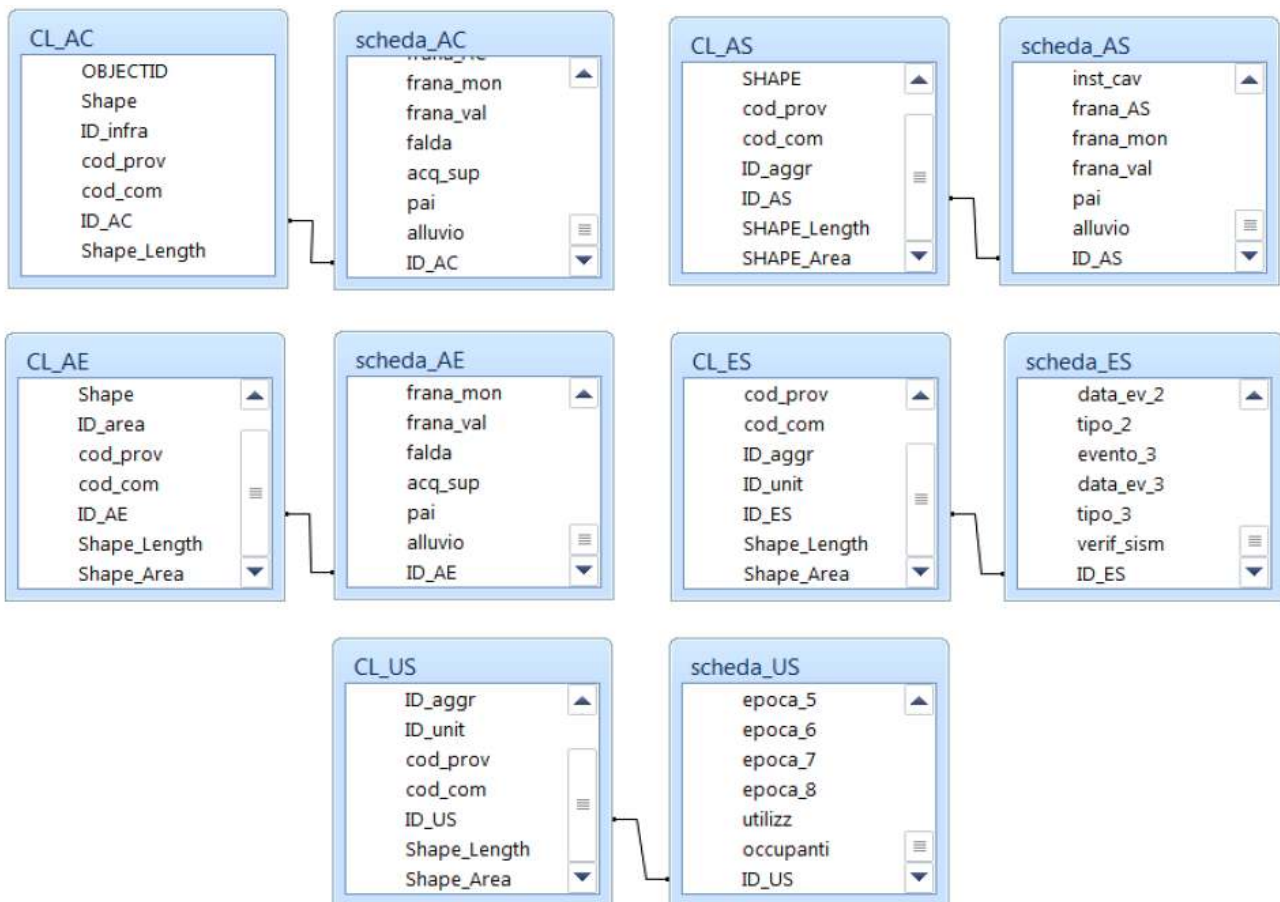 CL_AC
OBJECTID
Shape
ID_infra
cod_prov
cod_com
ID_AC
Shape_Length
scheda_AC
frana_mon
frana_val
falda
acq_sup
pai
alluvio
ID_AC
CL_AS
SHAPE
cod_prov
cod_com
ID_aggr
ID_AS
SHAPE_Length
SHAPE_Area
scheda_AS
inst_cav
frana_AS
frana_mon
frana_val
pai
alluvio
ID_AS
CL_AE
Shape
ID_area
cod_prov
cod_com
ID_AE
Shape_Length
Shape_Area
scheda_AE
frana_mon
frana_val
falda
acq_sup
pai
alluvio
ID_AE
CL_ES
cod_prov
cod_com
ID_aggr
ID_unit
ID_ES
Shape_Length
Shape_Area
scheda_ES
data_ev_2
tipo_2
evento_3
data_ev_3
tipo_3
verif_sism
ID_ES
CL_US
ID_aggr
ID_unit
cod_prov
cod_com
ID_US
Shape_Length
Shape_Area
scheda_US
epoca_5
epoca_6
epoca_7
epoca_8
utilizz
occupanti
ID_US